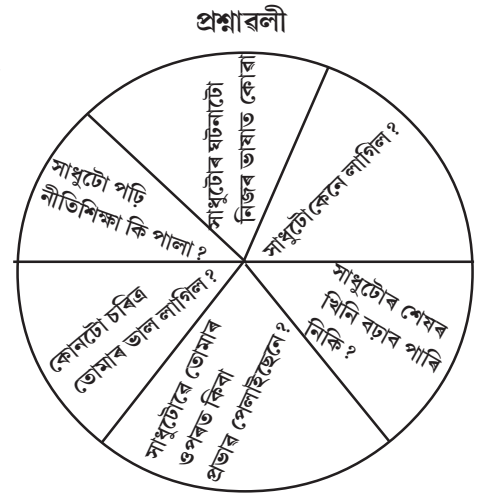 প্ৰশ্নাৱলী
সাধুটোৰ ঘটনাটো
নিজৰ ভাষাত কোৱা
সাধুটো কেনে লাগিল ?
সাধুটোৰ শেষৰ
খিনি বঢ়াব পাৰি
নিকি ?
সাধুটোৱে তোমাৰ
ওপৰত কিবা
প্ৰভাৱ পেলাইছেনে ?
কোনটো চৰিত্ৰ
তোমাৰ ভাল লাগিল ?
সাধুটো পঢ়ি
নীতিশিক্ষা কি পালা ?